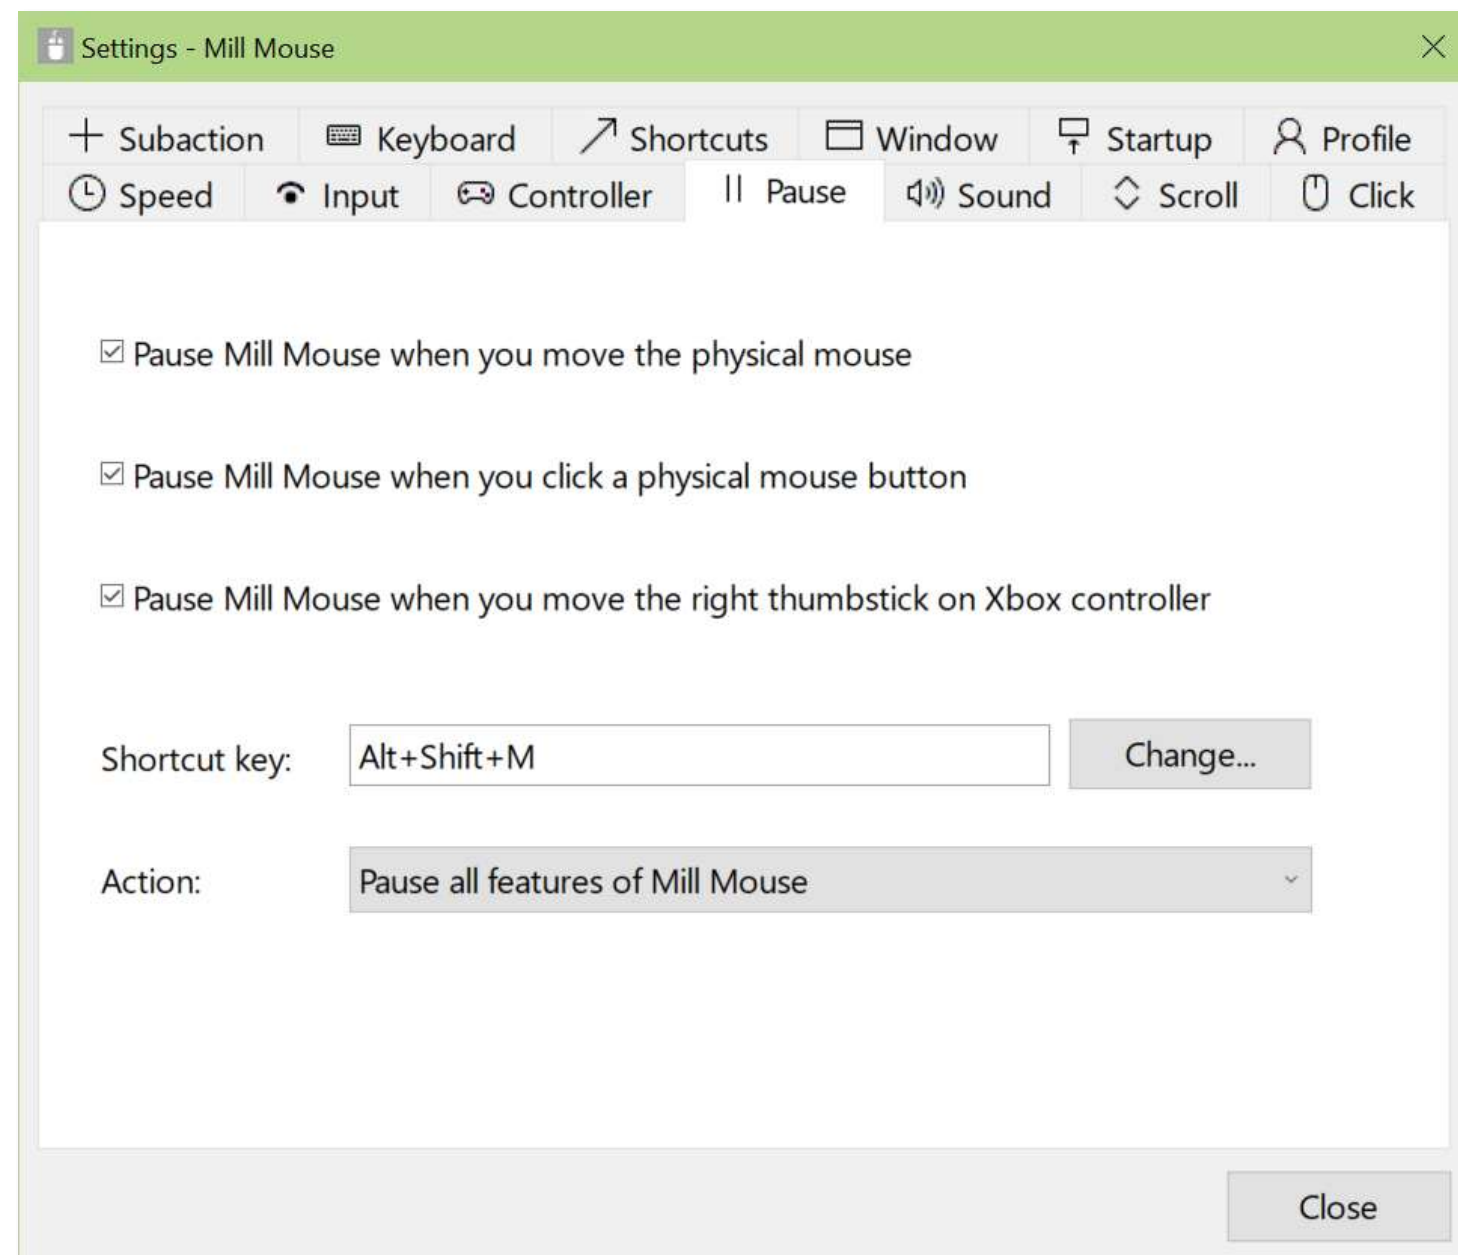 Settings - Mill Mouse
Subaction Keyboard Shortcuts Window Startup Profile
Speed Input Controller Pause Sound Scroll Click
Pause Mill Mouse when you move the physical mouse
Pause Mill Mouse when you click a physical mouse button
Pause Mill Mouse when you move the right thumbstick on Xbox controller
Shortcut key: Alt+Shift+M Change...
Action: Pause all features of Mill Mouse
Close